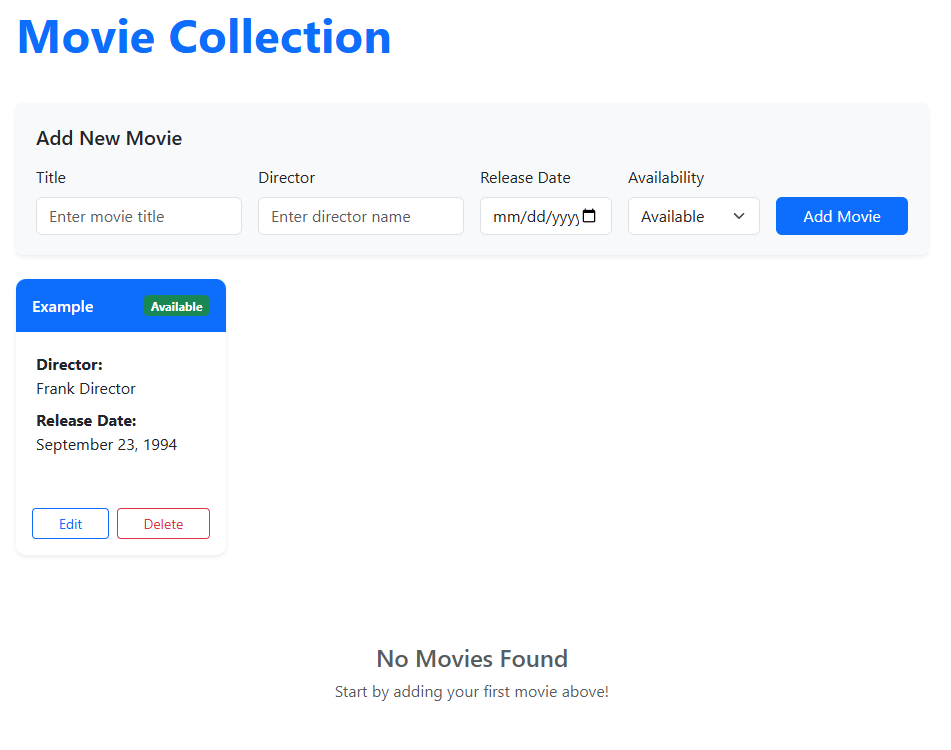 Movie Collection
Add New Movie
Title Director Release Date Availability
Enter movie title Enter director name mm/dd/yyyy Available Add Movie
Example Available
Director:
Frank Director
Release Date:
September 23, 1994
Edit Delete
No Movies Found
Start by adding your first movie above!